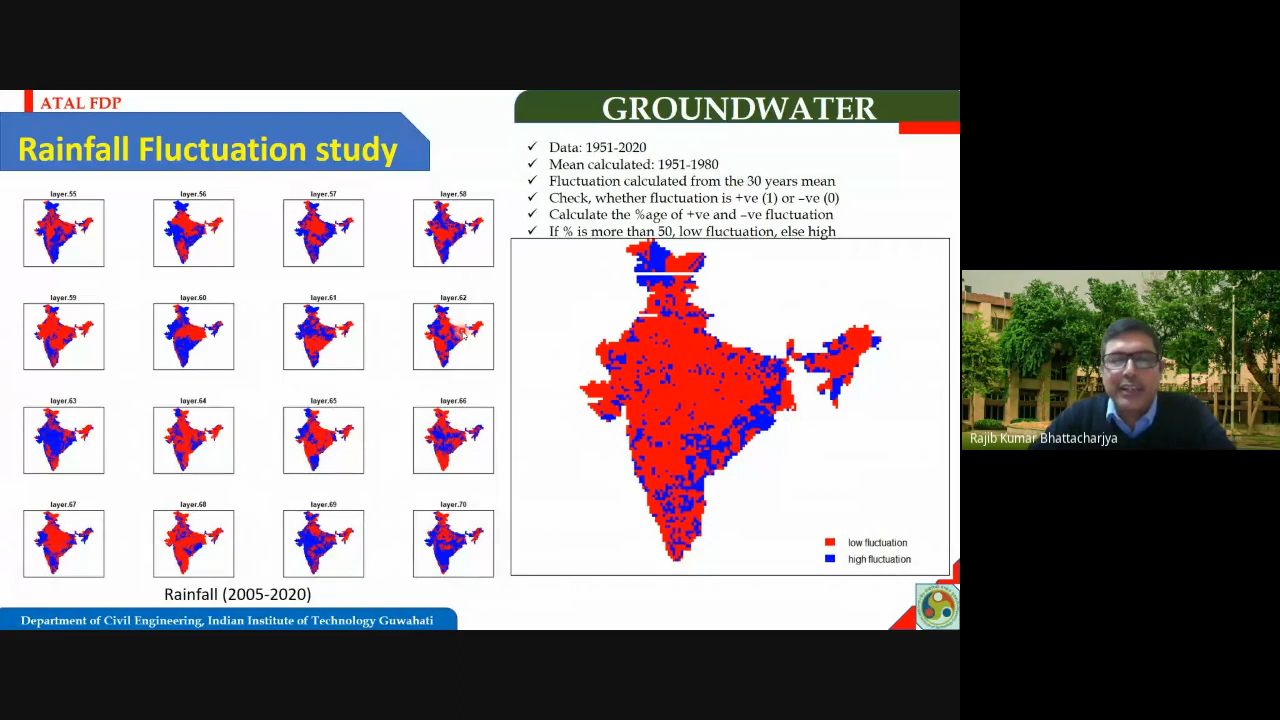 ATAL FDP
GROUNDWATER
Rainfall Fluctuation study
✓ Data: 1951-2020
✓ Mean calculated: 1951-1980
✓ Fluctuation calculated from the 30 years mean
✓ Check, whether fluctuation is +ve (1) or –ve (0)
✓ Calculate the %age of +ve and –ve fluctuation
✓ If % is more than 50, low fluctuation, else high
layer.55 layer.56 layer.57 layer.58
layer.59 layer.60 layer.61 layer.62
layer.63 layer.64 layer.65 layer.66
layer.67 layer.68 layer.69 layer.70
low fluctuation
high fluctuation
Rainfall (2005-2020)
Department of Civil Engineering, Indian Institute of Technology Guwahati
Rajib Kumar Bhattacharjya